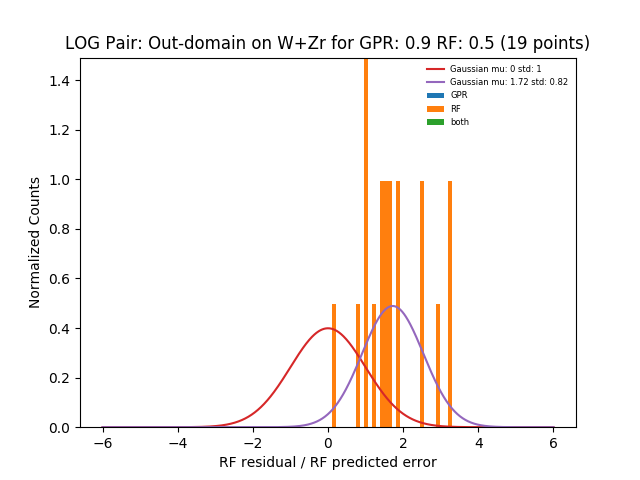 LOG Pair: Out-domain on W+Zr for GPR: 0.9 RF: 0.5 (19 points)
Gaussian mu: 0 std: 1
Gaussian mu: 1.72 std: 0.82
GPR
RF
both
Normalized Counts
1.4
1.2
1.0
0.8
0.6
0.4
0.2
0.0
−6 −4 −2 0 2 4 6
RF residual / RF predicted error